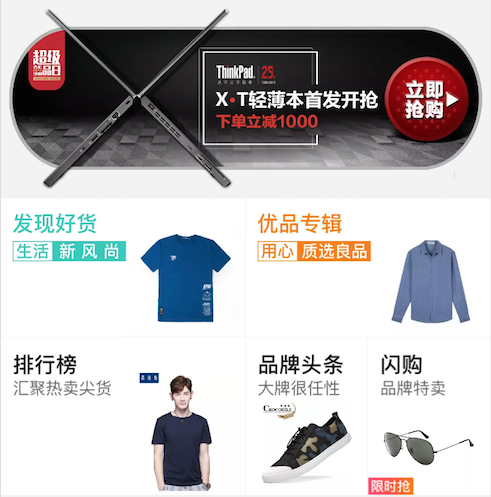 超级
品牌日
ThinkPad.
25
X·T轻薄本首发开抢
下单立减1000
立即
抢购
发现好货
生活 新风尚
优品专辑
用心 质选良品
排行榜
汇聚热卖尖货
品牌头条
大牌很任性
CROCODILE
闪购
品牌特卖
限时抢